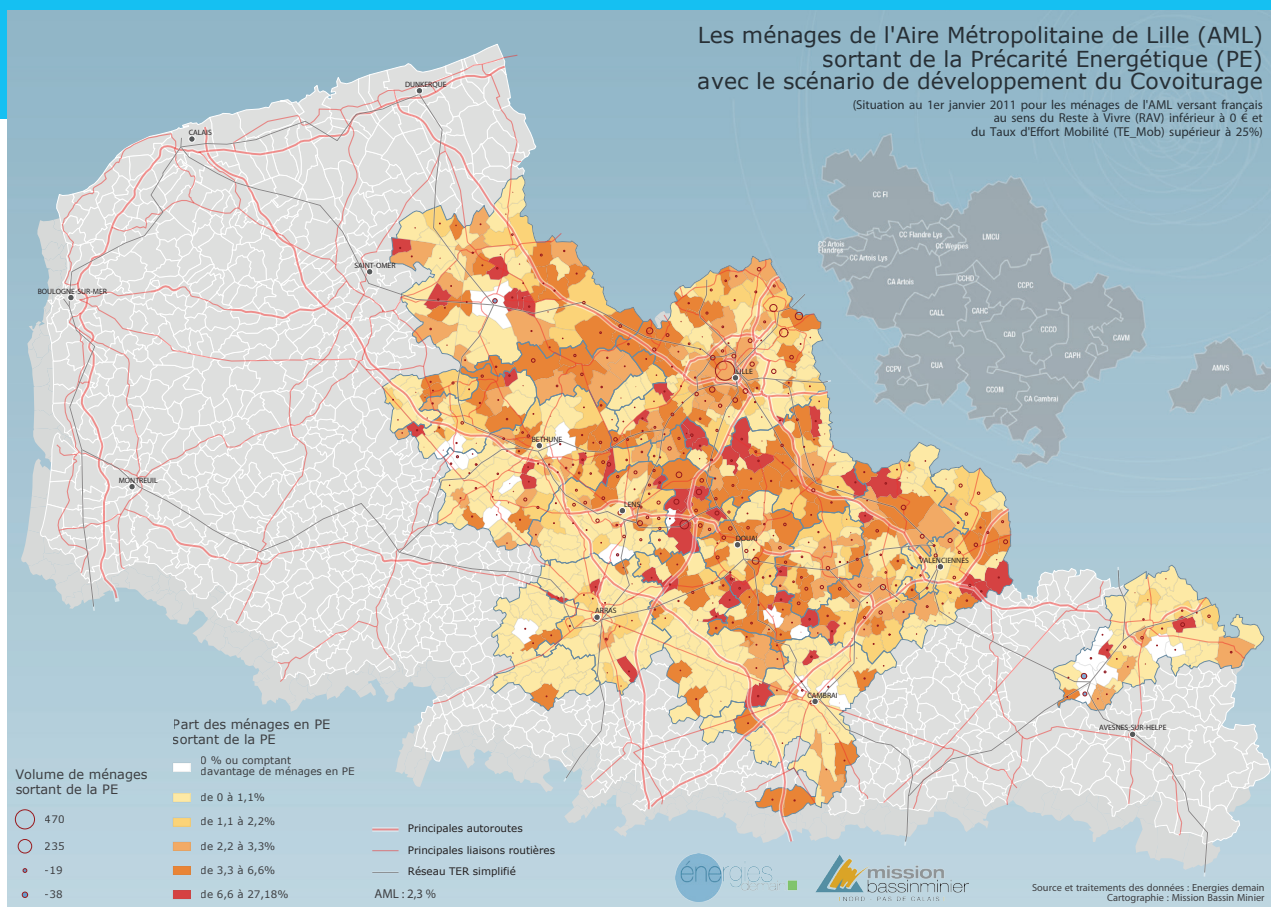 Les ménages de l'Aire Métropolitaine de Lille (AML)
sortant de la Précarité Energétique (PE)
avec le scénario de développement du Covoiturage
(Situation au 1er janvier 2011 pour les ménages de l'AML versant français
au sens du Reste à Vivre (RAV) inférieur à 0 € et
du Taux d'Effort Mobilité (TE_Mob) supérieur à 25%)
DUNKERQUE
CALAIS
SAINT-OMER
BOULOGNE-SUR-MER
LILLE
BETHUNE
MONTREUIL
LENS
DOUAI
VALENCIENNES
ARRAS
CAMBRAI
AVESNES-SUR-HELPE
CC FI
CC Flandre Lys
LMCU
CC Artois Flandres
CC Weppes
CC Artois Lys
CCHD
CA Artois
CCPC
CALL
CAHC
CAD
CCCO
CAVM
CAPH
CCPV
CUA
AMVS
CCOM
CA Cambrai
Part des ménages en PE
sortant de la PE
0 % ou comptant
davantage de ménages en PE
de 0 à 1,1%
de 1,1 à 2,2%
de 2,2 à 3,3%
de 3,3 à 6,6%
de 6,6 à 27,18%
Volume de ménages
sortant de la PE
470
235
-19
-38
Principales autoroutes
Principales liaisons routières
Réseau TER simplifié
AML : 2,3 %
énergies
demain
mission
bassinminier
NORD - PAS DE CALAIS
Source et traitements des données : Energies demain
Cartographie : Mission Bassin Minier